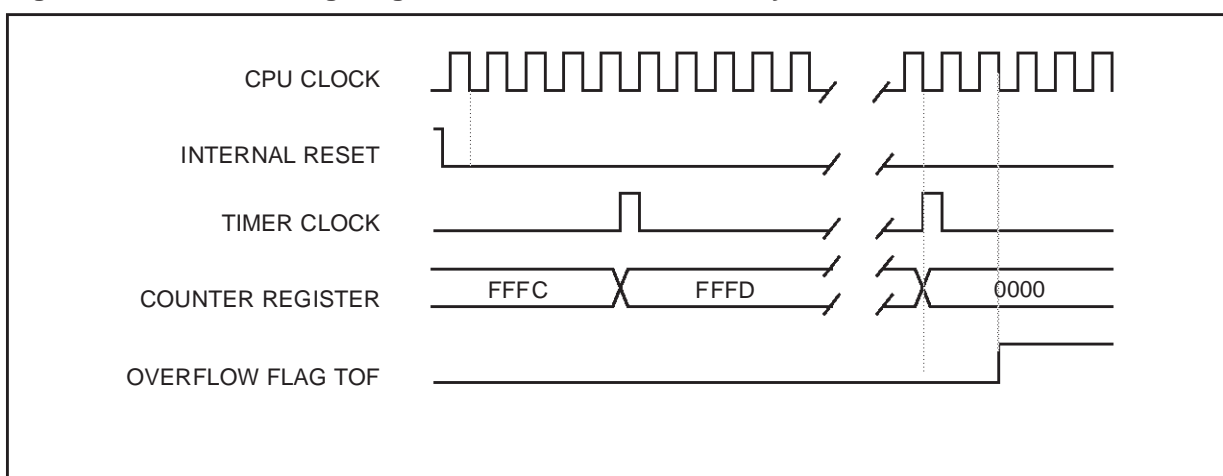 CPU CLOCK
INTERNAL RESET
TIMER CLOCK
FFFC FFFD 0000
COUNTER REGISTER
OVERFLOW FLAG TOF